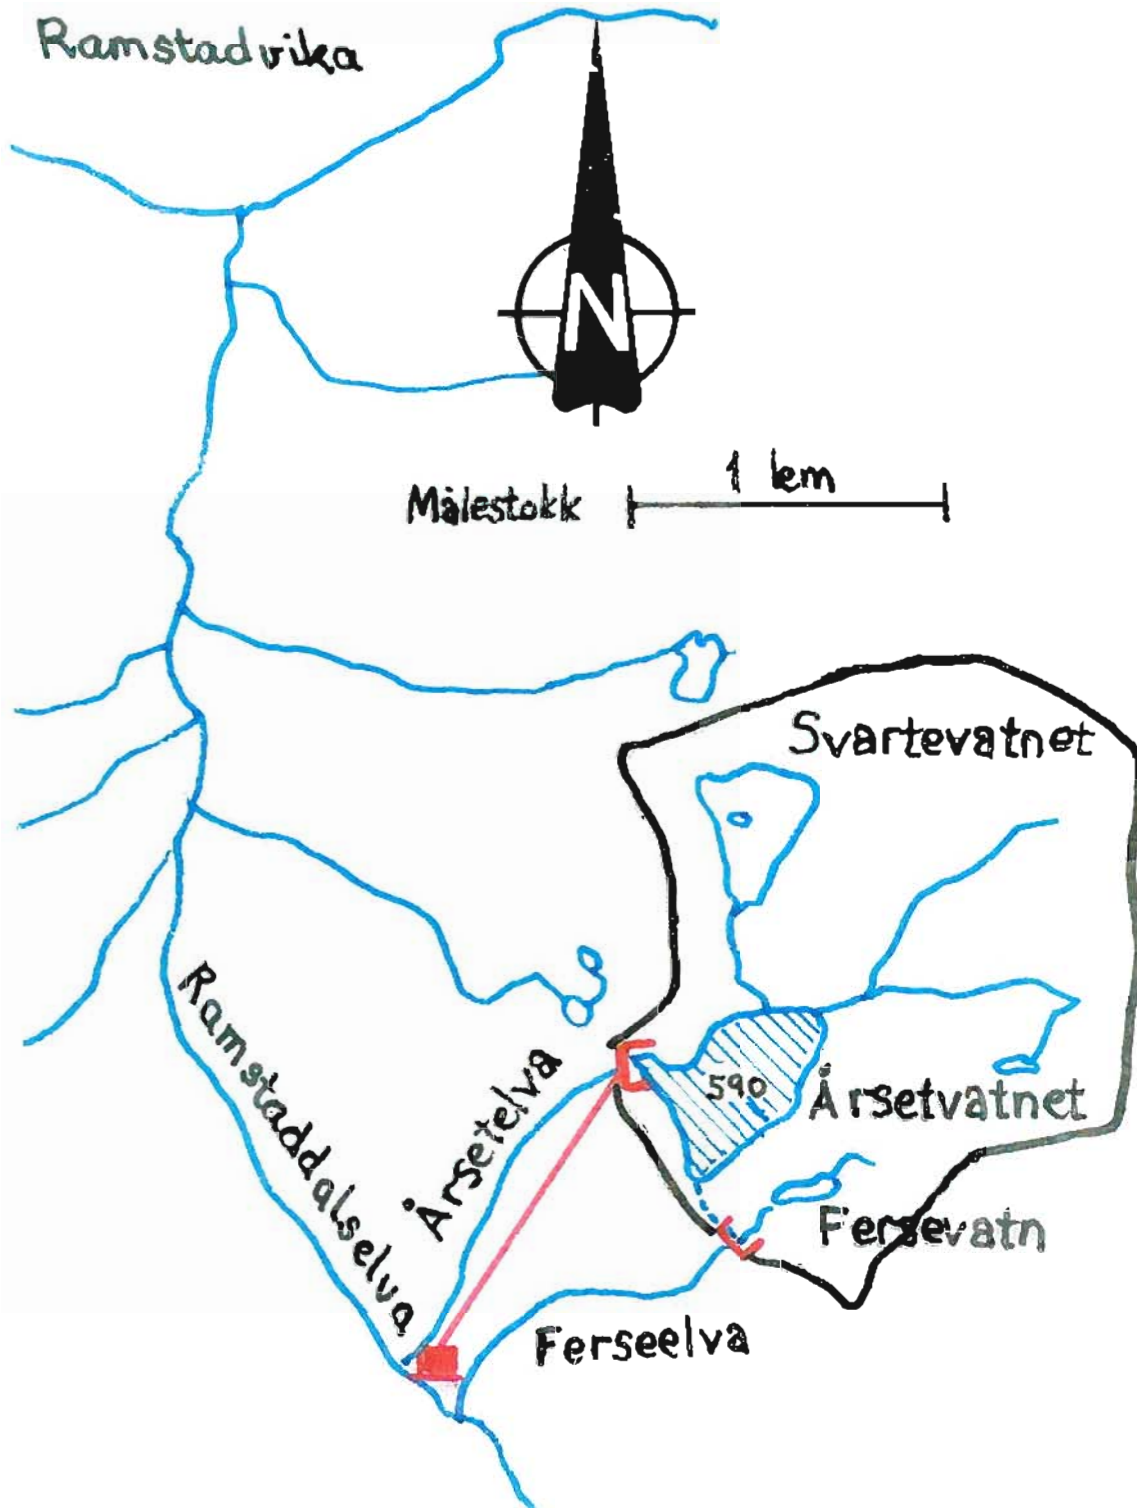 Ramstadvika
N
1 km
Målestokk
Svartevatnet
590
Årsetvatnet
Årsetelva
Ramstaddalselva
Fersevatn
Ferseelva